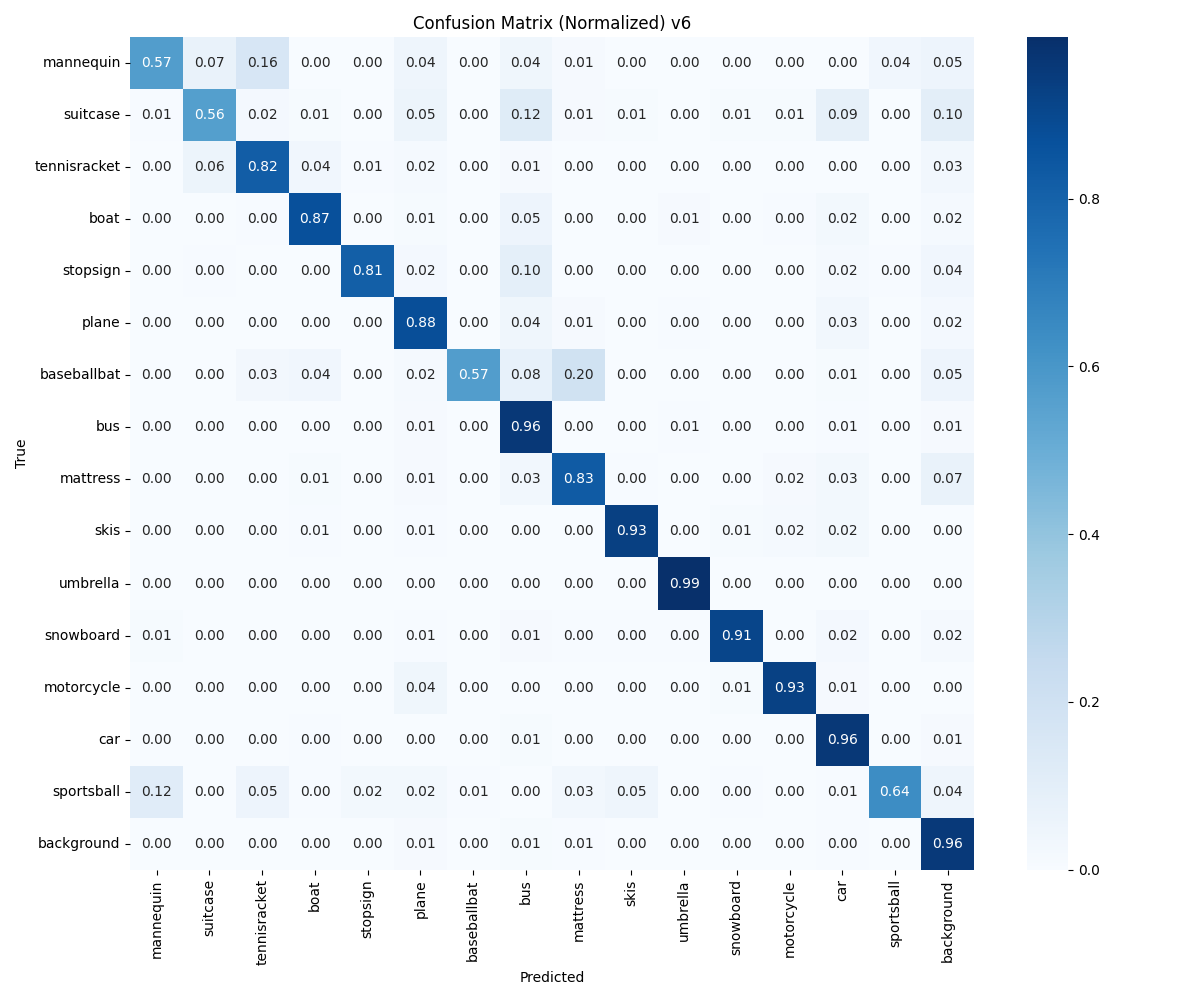 Confusion Matrix (Normalized) v6
mannequin 0.57 0.07 0.16 0.00 0.00 0.04 0.00 0.04 0.01 0.00 0.00 0.00 0.00 0.00 0.04 0.05
suitcase 0.01 0.56 0.02 0.01 0.00 0.05 0.00 0.12 0.01 0.01 0.00 0.01 0.01 0.09 0.00 0.10
tennisracket 0.00 0.06 0.82 0.04 0.01 0.02 0.00 0.01 0.00 0.00 0.00 0.00 0.00 0.00 0.00 0.03
boat 0.00 0.00 0.00 0.87 0.00 0.01 0.00 0.05 0.00 0.00 0.01 0.00 0.00 0.02 0.00 0.02
stopsign 0.00 0.00 0.00 0.00 0.81 0.02 0.00 0.10 0.00 0.00 0.00 0.00 0.00 0.02 0.00 0.04
plane 0.00 0.00 0.00 0.00 0.00 0.88 0.00 0.04 0.01 0.00 0.00 0.00 0.00 0.03 0.00 0.02
baseballbat 0.00 0.00 0.03 0.04 0.00 0.02 0.57 0.08 0.20 0.00 0.00 0.00 0.00 0.01 0.00 0.05
bus 0.00 0.00 0.00 0.00 0.00 0.01 0.00 0.96 0.00 0.00 0.01 0.00 0.00 0.01 0.00 0.01
mattress 0.00 0.00 0.00 0.01 0.00 0.01 0.00 0.03 0.83 0.00 0.00 0.00 0.02 0.03 0.00 0.07
skis 0.00 0.00 0.00 0.01 0.00 0.01 0.00 0.00 0.00 0.93 0.00 0.01 0.02 0.02 0.00 0.00
umbrella 0.00 0.00 0.00 0.00 0.00 0.00 0.00 0.00 0.00 0.00 0.99 0.00 0.00 0.00 0.00 0.00
snowboard 0.01 0.00 0.00 0.00 0.00 0.01 0.00 0.01 0.00 0.00 0.00 0.91 0.00 0.02 0.00 0.02
motorcycle 0.00 0.00 0.00 0.00 0.00 0.04 0.00 0.00 0.00 0.00 0.00 0.01 0.93 0.01 0.00 0.00
car 0.00 0.00 0.00 0.00 0.00 0.00 0.00 0.01 0.00 0.00 0.00 0.00 0.00 0.96 0.00 0.01
sportsball 0.12 0.00 0.05 0.00 0.02 0.02 0.01 0.00 0.03 0.05 0.00 0.00 0.00 0.01 0.64 0.04
background 0.00 0.00 0.00 0.00 0.00 0.01 0.00 0.01 0.01 0.00 0.00 0.00 0.00 0.00 0.00 0.96
True
mannequin
suitcase
tennisracket
boat
stopsign
plane
baseballbat
bus
mattress
skis
umbrella
snowboard
motorcycle
car
sportsball
background
Predicted
0.8
0.6
0.4
0.2
0.0